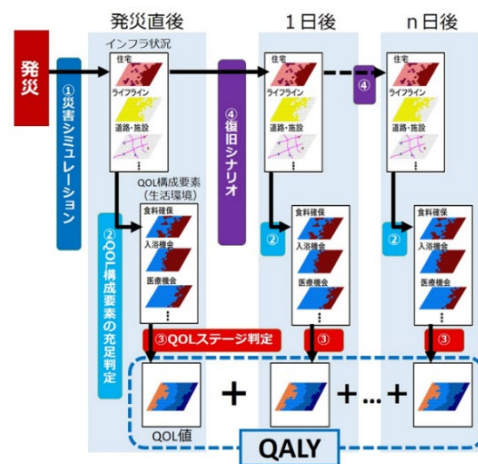 発災直後
1日後
n日後
発災
インフラ状況
住宅
ライフライン
道路・施設
⋮
住宅
ライフライン
道路・施設
⋮
住宅
ライフライン
道路・施設
⋮
①災害シミュレーション
④復旧シナリオ
④
QOL構成要素
(生活環境)
食料確保
入浴機会
医療機会
⋮
②
食料確保
入浴機会
医療機会
⋮
②
食料確保
入浴機会
医療機会
⋮
②QOL構成要素の充足判定
③QOLステージ判定
③
③
+
+...+
QOL値
QALY